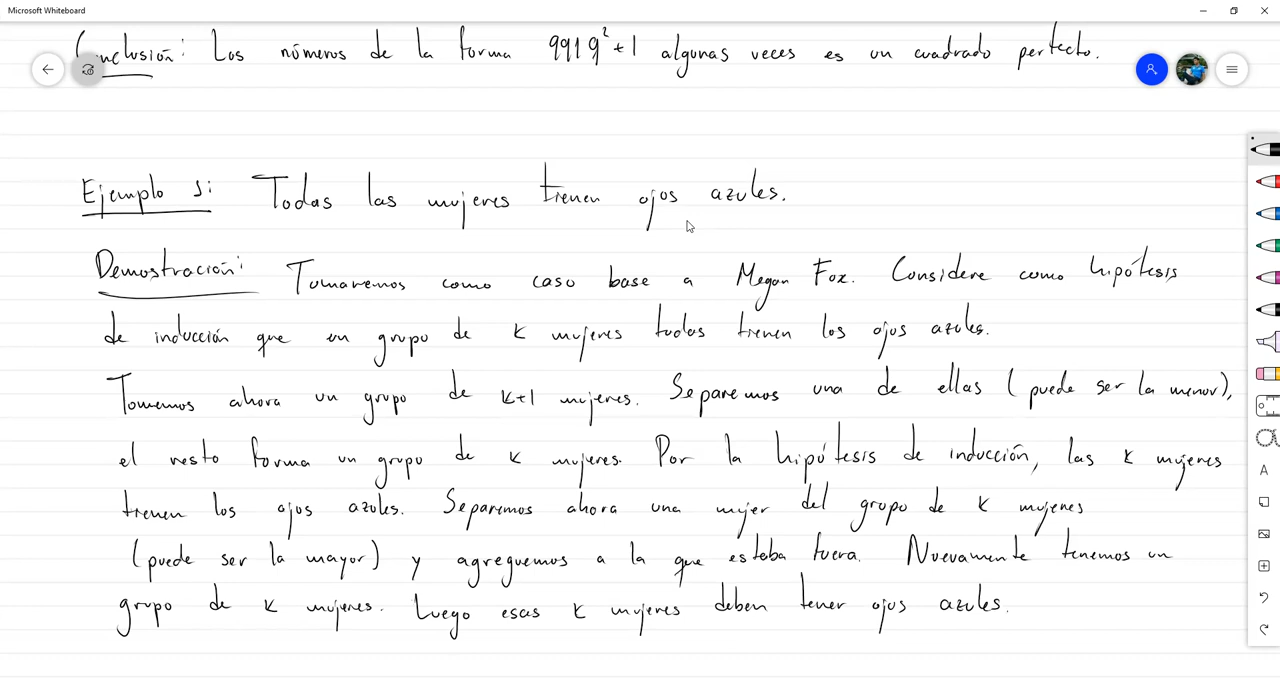 Microsoft Whiteboard
Conclusión: Los números de la forma 991q²+1 algunas veces es un cuadrado perfecto.
Ejemplo 5: Todas las mujeres tienen ojos azules.
Demostración: Tomaremos como caso base a Megan Fox. Considere como hipótesis
de inducción que en grupo de K mujeres todas tienen los ojos azules.
Tomemos ahora un grupo de K+1 mujeres. Separemos una de ellas (puede ser la menor),
el resto forma un grupo de K mujeres. Por la hipótesis de inducción, las K mujeres
tienen los ojos azules. Separemos ahora una mujer del grupo de K mujeres
(puede ser la mayor) y agreguemos a la que estaba fuera. Nuevamente tenemos un
grupo de K mujeres. Luego esas K mujeres deben tener ojos azules.
A